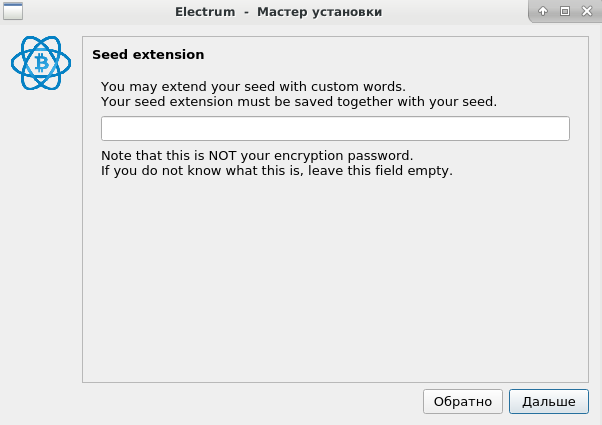 Electrum - Мастер установки
Seed extension
You may extend your seed with custom words.
Your seed extension must be saved together with your seed.
Note that this is NOT your encryption password.
If you do not know what this is, leave this field empty.
Обратно
Дальше